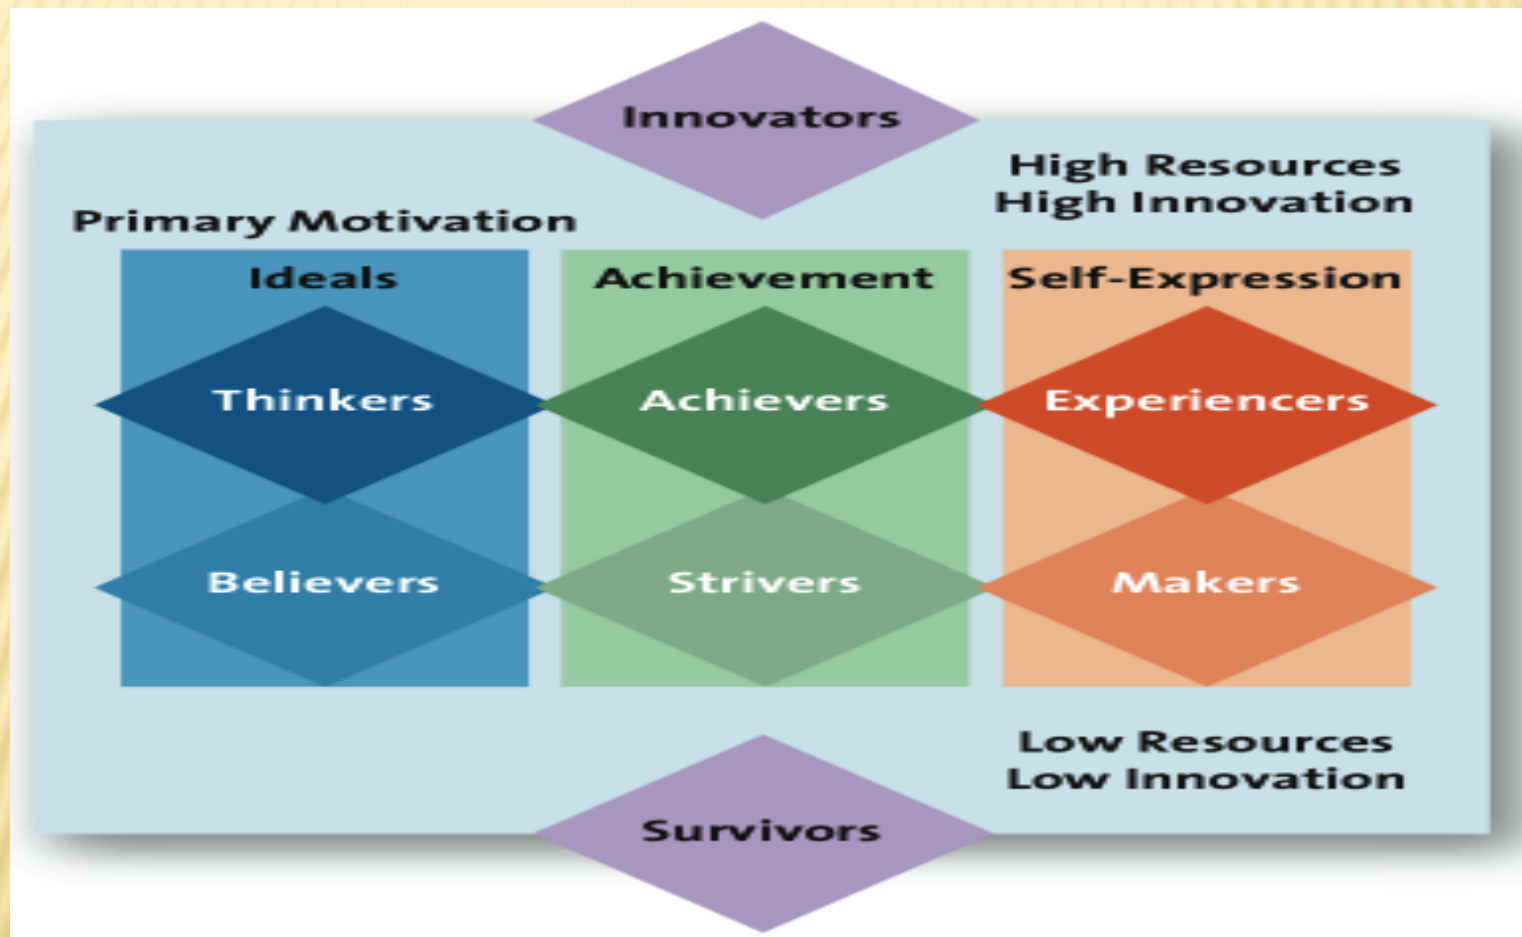 Innovators
High Resources
High Innovation
Primary Motivation
Ideals
Achievement
Self-Expression
Thinkers
Achievers
Experiencers
Believers
Strivers
Makers
Low Resources
Low Innovation
Survivors